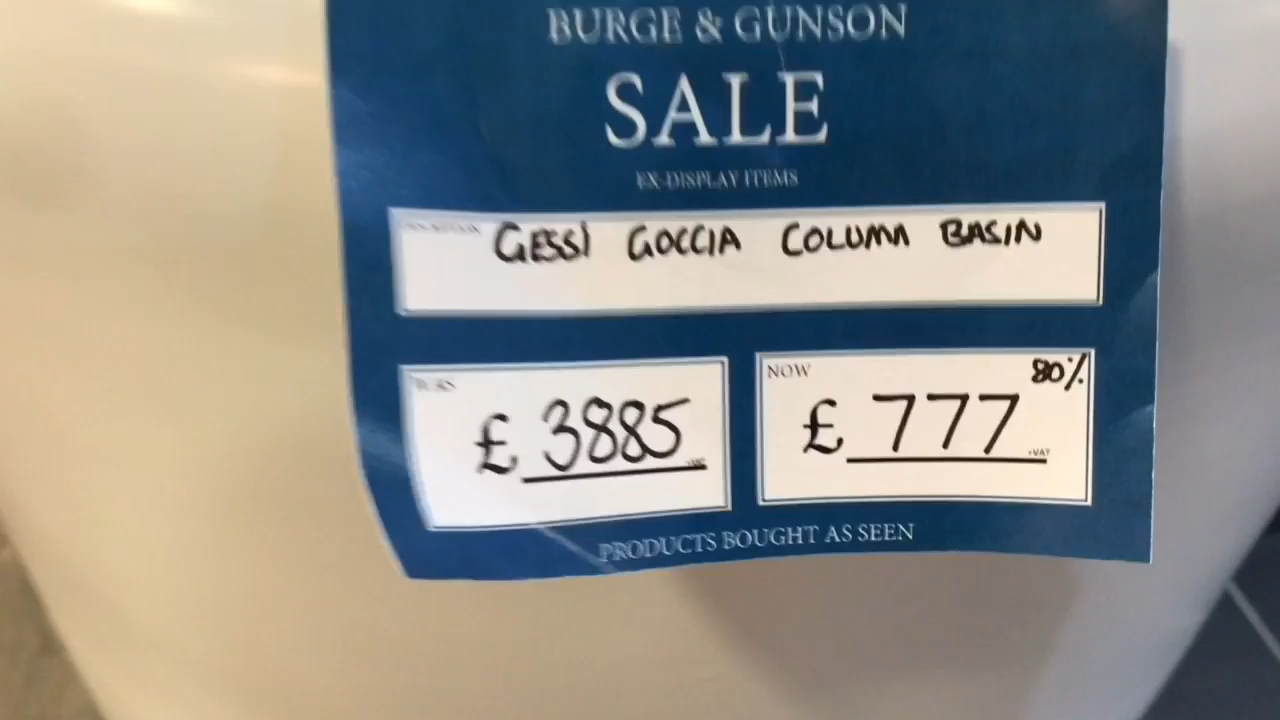 BURGE & GUNSON
SALE
EX-DISPLAY ITEMS
GESSI GOCCIA COLUMN BASIN
WAS
£ 3885
NOW
80%
£ 777 +VAT
PRODUCTS BOUGHT AS SEEN